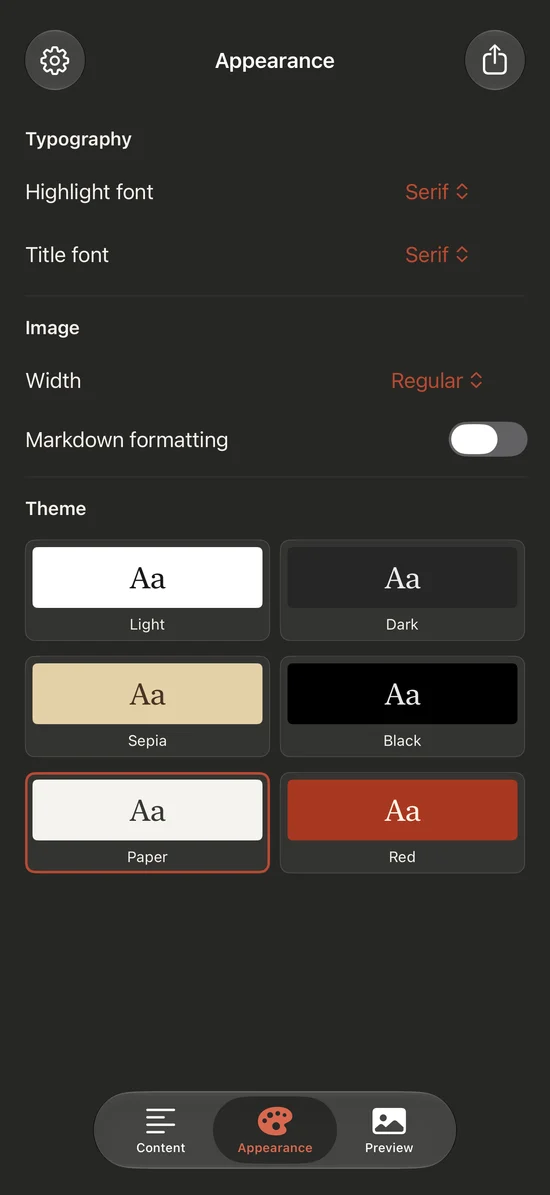 Appearance
Typography
Highlight font Serif
Title font Serif
Image
Width Regular
Markdown formatting
Theme
Aa Aa
Light Dark
Aa Aa
Sepia Black
Aa Aa
Paper Red
Content Appearance Preview